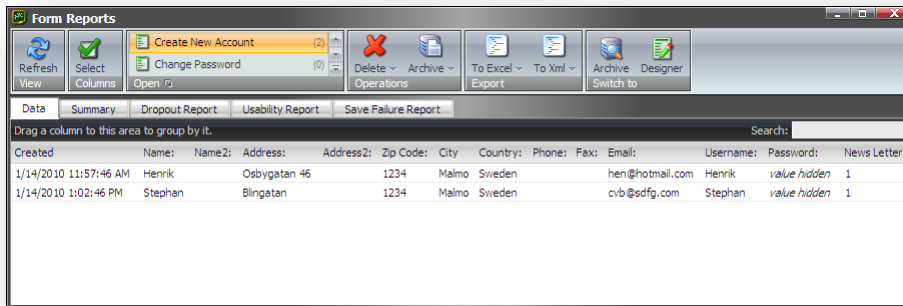 Form Reports
Refresh
View
Select
Columns
Create New Account (2)
Change Password (0)
Open
Delete Archive
Operations
To Excel To Xml
Export
Archive Designer
Switch to
Data Summary Dropout Report Usability Report Save Failure Report
Drag a column to this area to group by it. Search:
Created Name: Name2: Address: Address2: Zip Code: City Country: Phone: Fax: Email: Username: Password: News Letter
1/14/2010 11:57:46 AM Henrik Osbygatan 46 1234 Malmo Sweden hen@hotmail.com Henrik value hidden 1
1/14/2010 1:02:46 PM Stephan Blingatan 1234 Malmo Sweden cvb@sdfg.com Stephan value hidden 1